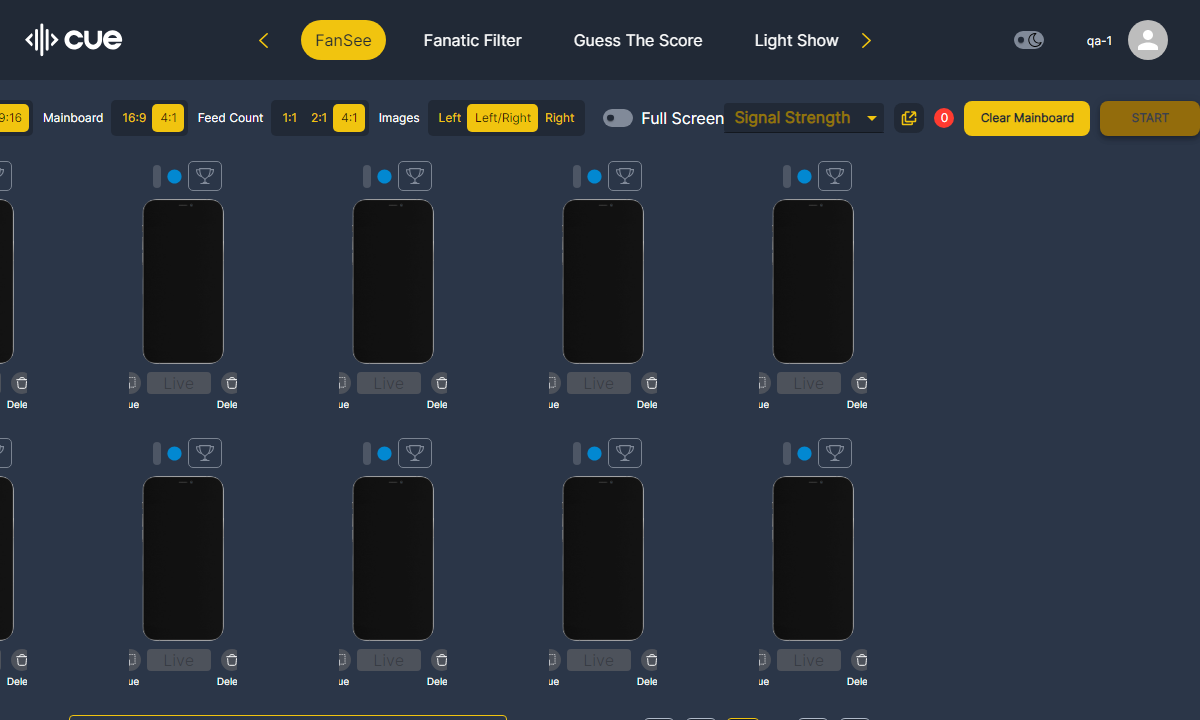 cue
FanSee
Fanatic Filter
Guess The Score
Light Show
qa-1
9:16
Mainboard
16:9
4:1
Feed Count
1:1
2:1
4:1
Images
Left
Left/Right
Right
Full Screen
Signal Strength
0
Clear Mainboard
START
Live
Live
Live
Live
Dele
ue
Dele
ue
Dele
ue
Dele
ue
Dele
Live
Live
Live
Live
Dele
ue
Dele
ue
Dele
ue
Dele
ue
Dele